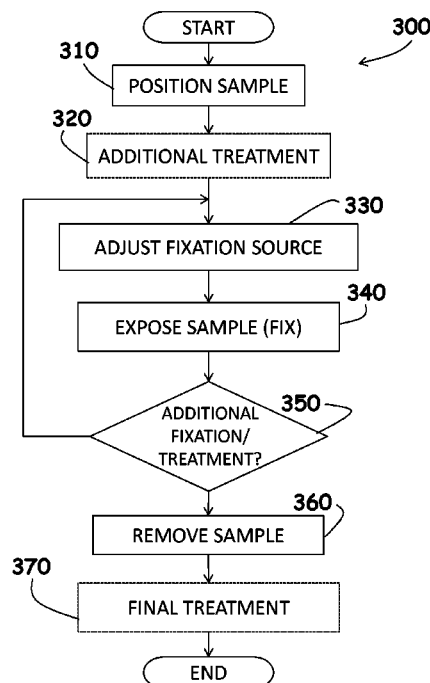 START
300
310
POSITION SAMPLE
320
ADDITIONAL TREATMENT
330
ADJUST FIXATION SOURCE
340
EXPOSE SAMPLE (FIX)
350
ADDITIONAL
FIXATION/
TREATMENT?
360
REMOVE SAMPLE
370
FINAL TREATMENT
END